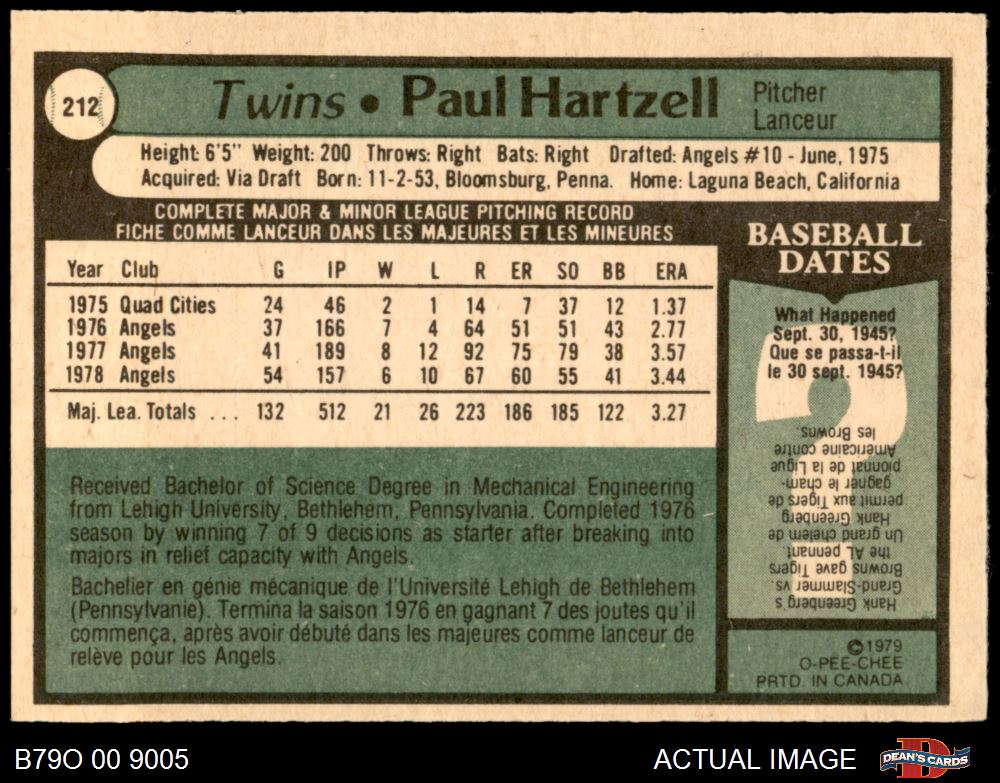 212
Twins • Paul Hartzell
Pitcher
Lanceur
Height: 6'5" Weight: 200 Throws: Right Bats: Right Drafted: Angels #10 - June, 1975
Acquired: Via Draft Born: 11-2-53, Bloomsburg, Penna. Home: Laguna Beach, California
COMPLETE MAJOR & MINOR LEAGUE PITCHING RECORD
FICHE COMME LANCEUR DANS LES MAJEURES ET LES MINEURES
Year Club G IP W L R ER SO BB ERA
1975 Quad Cities 24 46 2 1 14 7 37 12 1.37
1976 Angels 37 166 7 4 64 51 51 43 2.77
1977 Angels 41 189 8 12 92 75 79 38 3.57
1978 Angels 54 157 6 10 67 60 55 41 3.44
Maj. Lea. Totals ... 132 512 21 26 223 186 185 122 3.27
Received Bachelor of Science Degree in Mechanical Engineering
from Lehigh University, Bethlehem, Pennsylvania. Completed 1976
season by winning 7 of 9 decisions as starter after breaking into
majors in relief capacity with Angels.
Bachelier en génie mécanique de l'Université Lehigh de Bethlehem
(Pennsylvanie). Termina la saison 1976 en gagnant 7 des joutes qu'il
commença, après avoir débuté dans les majeures comme lanceur de
relève pour les Angels.
BASEBALL
DATES
What Happened
Sept. 30, 1945?
Que se passa-t-il
le 30 sept. 1945?
Hank Greenberg's
Grand-Slammer vs.
Browns gave Tigers
the AL pennant.
Un grand chelem de
Hank Greenberg
permit aux Tigers de
gagner le cham-
pionnat de la Ligue
Americaine contre
les Browns.
©1979
O-PEE-CHEE
PRTD. IN CANADA
B79O 00 9005
ACTUAL IMAGE
DEAN'S CARDS